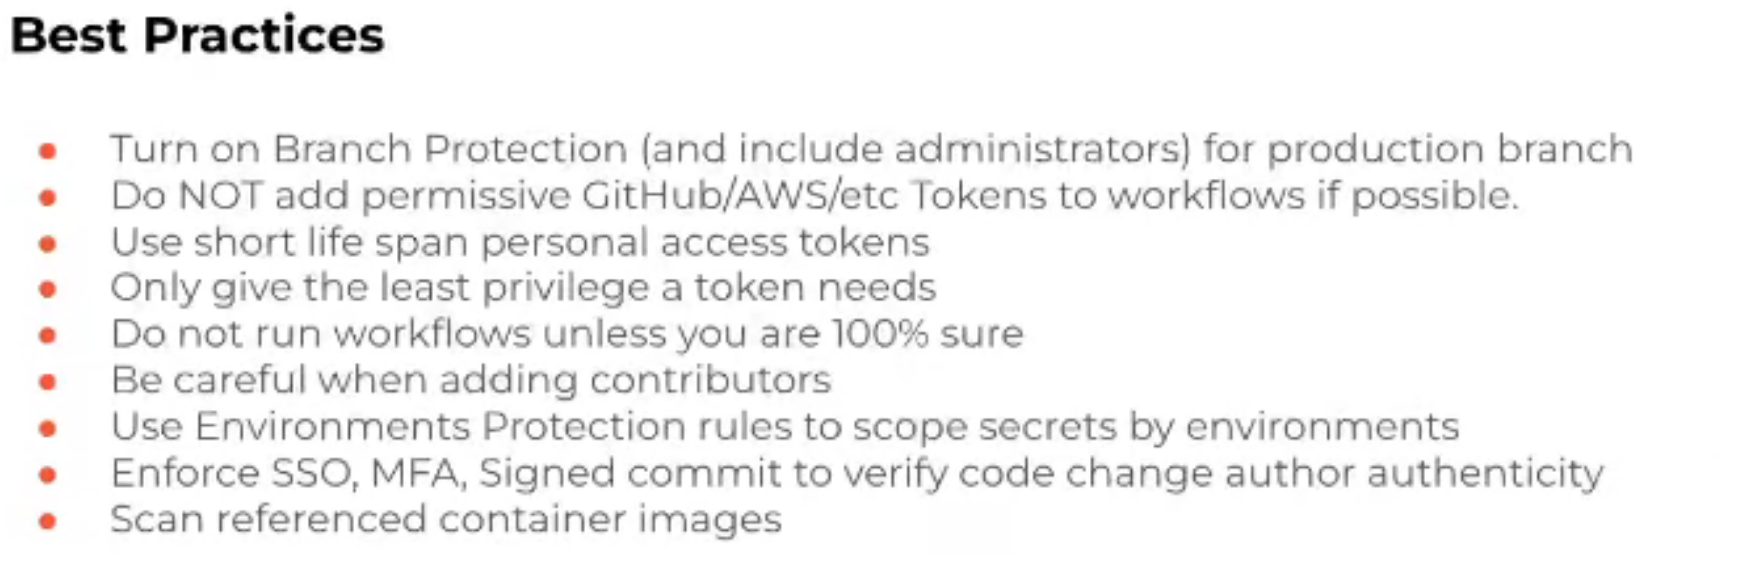 Best Practices
Turn on Branch Protection (and include administrators) for production branch
Do NOT add permissive GitHub/AWS/etc Tokens to workflows if possible.
Use short life span personal access tokens
Only give the least privilege a token needs
Do not run workflows unless you are 100% sure
Be careful when adding contributors
Use Environments Protection rules to scope secrets by environments
Enforce SSO, MFA, Signed commit to verify code change author authenticity
Scan referenced container images